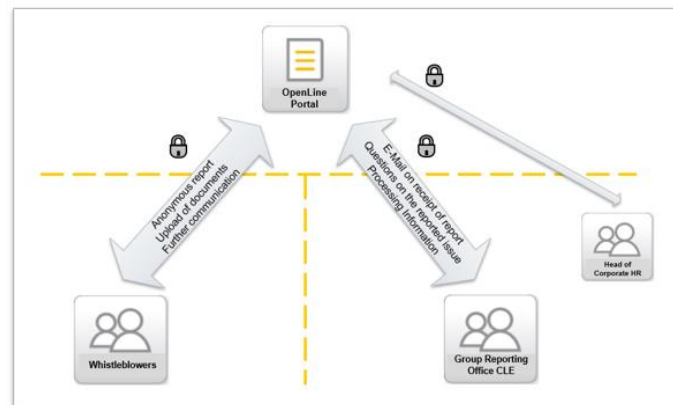 OpenLine
Portal
Anonymous report
Upload of documents
Further communication
E-Mail on receipt of report
Questions on the reported issue
Processing Information
Head of
Corporate HR
Whistleblowers
Group Reporting
Office CLE